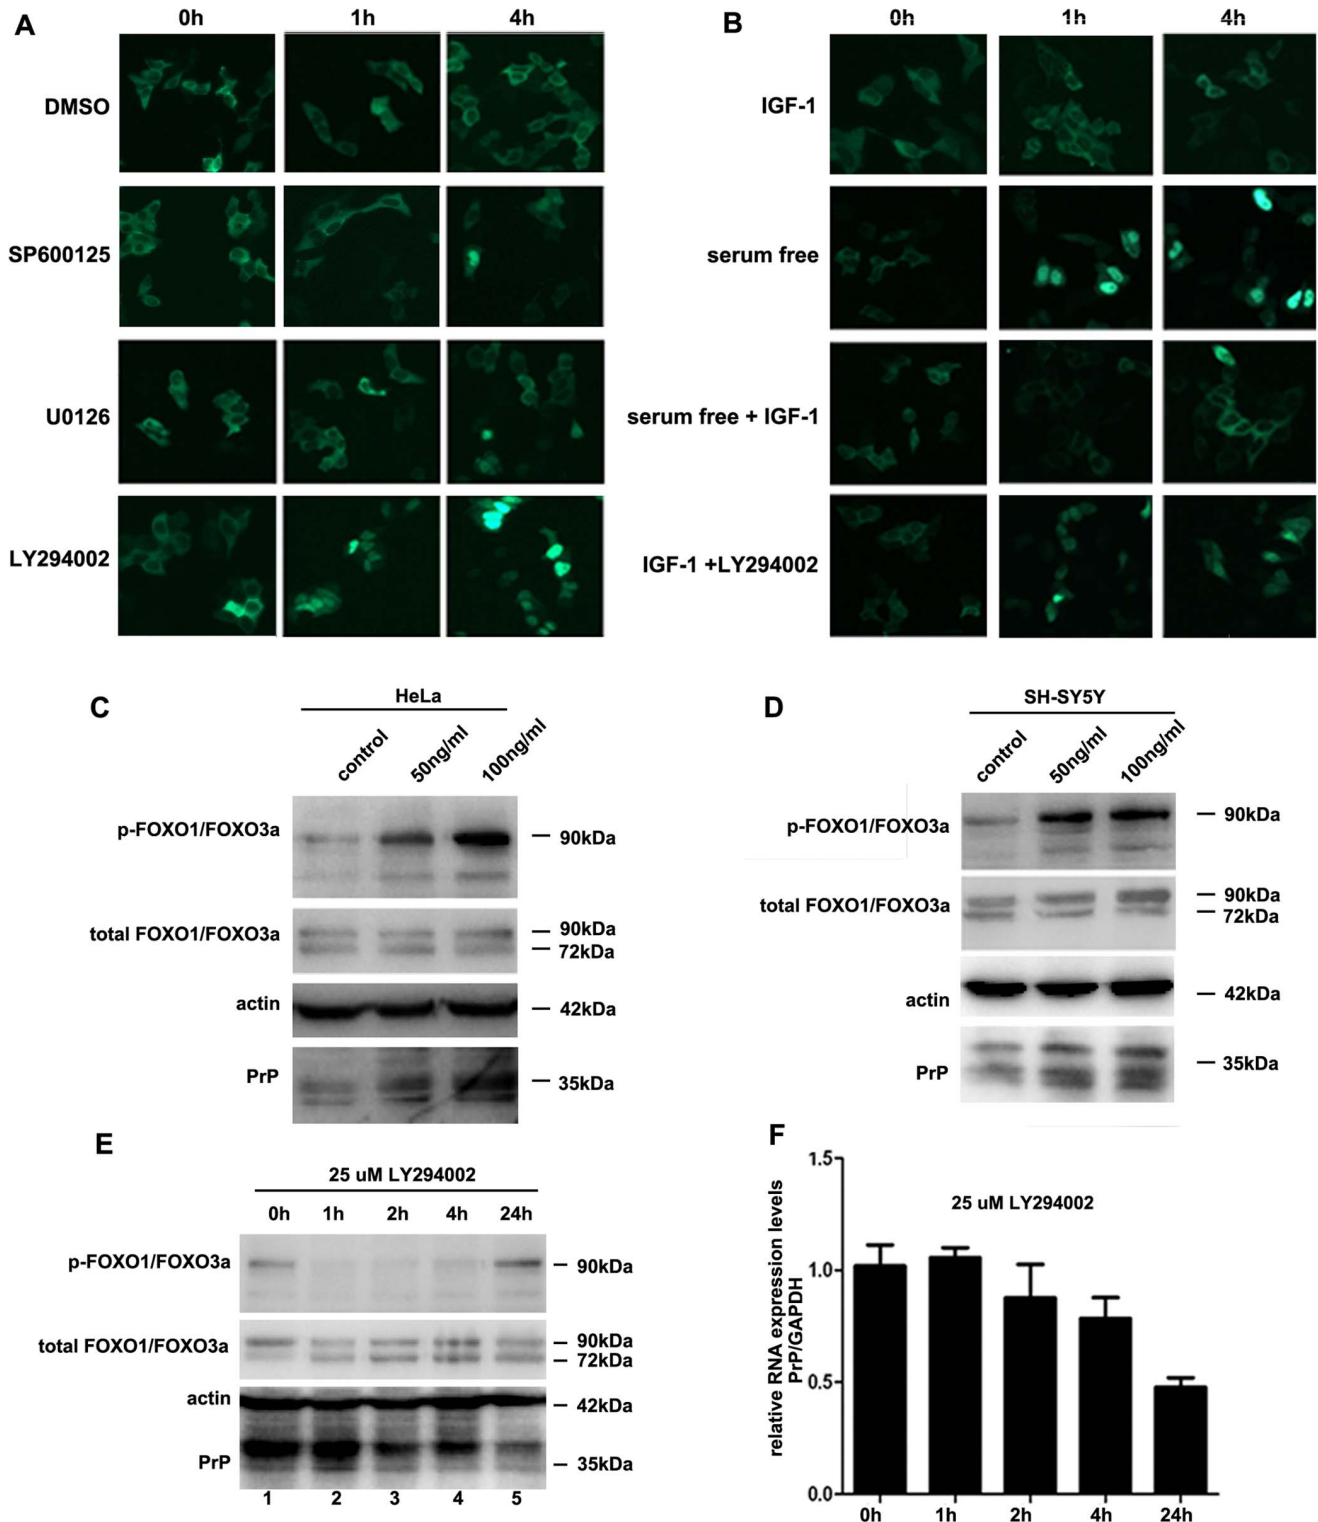 A
0h 1h 4h
DMSO
SP600125
U0126
LY294002
B
0h 1h 4h
IGF-1
serum free
serum free + IGF-1
IGF-1 +LY294002
C
HeLa
control 50ng/ml 100ng/ml
p-FOXO1/FOXO3a
90kDa
total FOXO1/FOXO3a
90kDa
72kDa
actin
42kDa
PrP
35kDa
D
SH-SY5Y
control 50ng/ml 100ng/ml
p-FOXO1/FOXO3a
90kDa
total FOXO1/FOXO3a
90kDa
72kDa
actin
42kDa
PrP
35kDa
E
25 uM LY294002
0h 1h 2h 4h 24h
p-FOXO1/FOXO3a
90kDa
total FOXO1/FOXO3a
90kDa
72kDa
actin
42kDa
PrP
35kDa
1 2 3 4 5
F
25 uM LY294002
relative RNA expression levels
PrP/GAPDH
1.5
1.0
0.5
0.0
0h 1h 2h 4h 24h